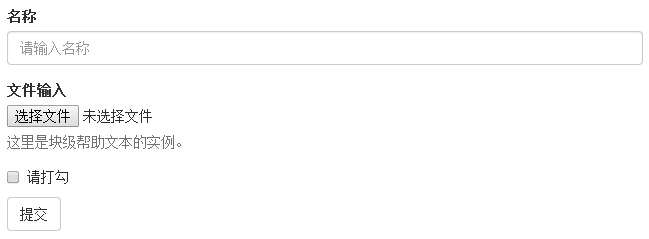 名称
请输入名称
文件输入
选择文件 未选择文件
这里是块级帮助文本的实例。
请打勾
提交